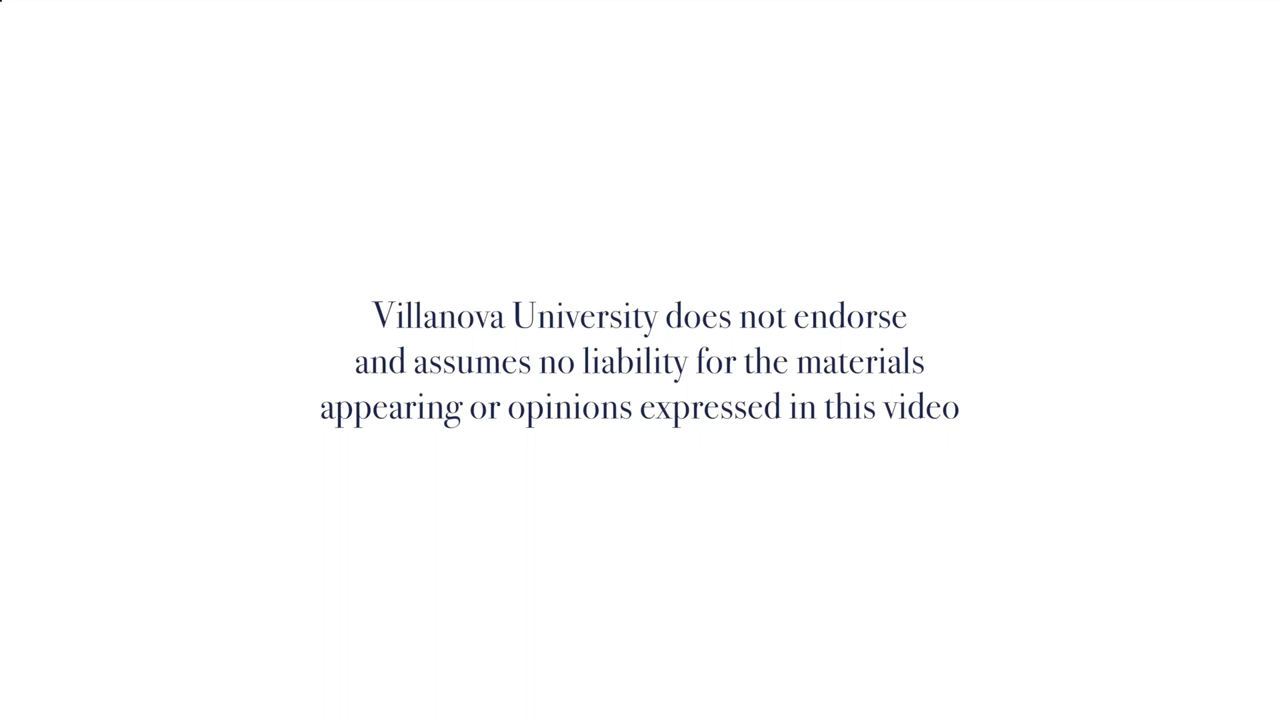 Villanova University does not endorse
and assumes no liability for the materials
appearing or opinions expressed in this video